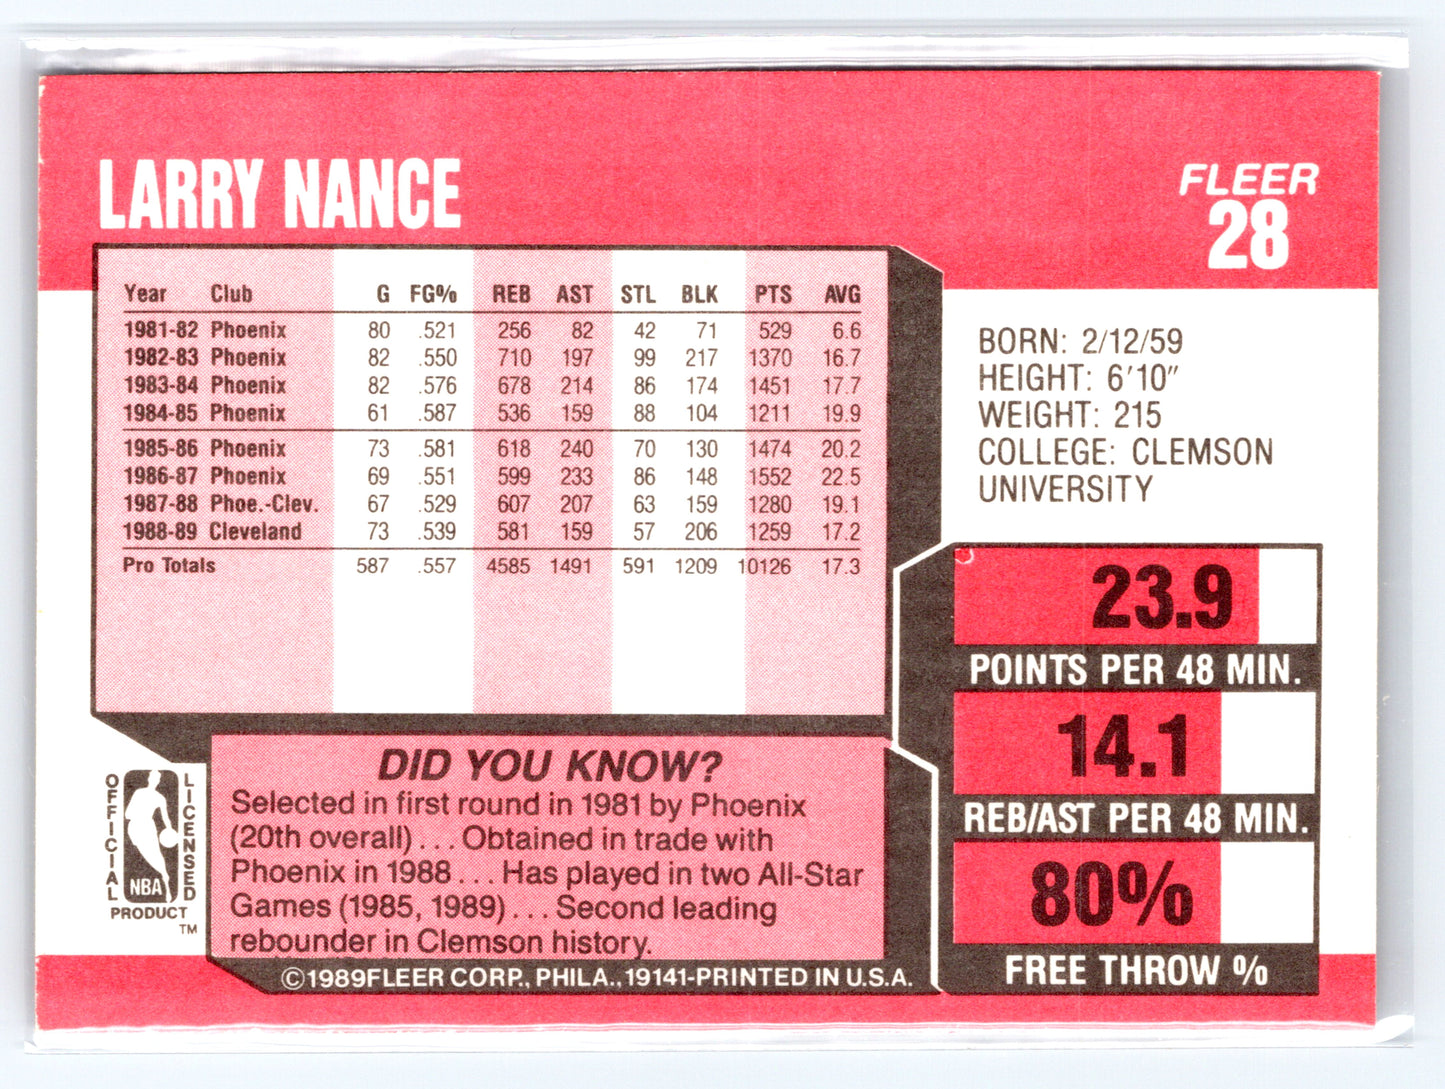 LARRY NANCE
FLEER
28
Year Club G FG% REB AST STL BLK PTS AVG
1981-82 Phoenix 80 .521 256 82 42 71 529 6.6
1982-83 Phoenix 82 .550 710 197 99 217 1370 16.7
1983-84 Phoenix 82 .576 678 214 86 174 1451 17.7
1984-85 Phoenix 61 .587 536 159 88 104 1211 19.9
1985-86 Phoenix 73 .581 618 240 70 130 1474 20.2
1986-87 Phoenix 69 .551 599 233 86 148 1552 22.5
1987-88 Phoe.-Clev. 67 .529 607 207 63 159 1280 19.1
1988-89 Cleveland 73 .539 581 159 57 206 1259 17.2
Pro Totals 587 .557 4585 1491 591 1209 10126 17.3
BORN: 2/12/59
HEIGHT: 6'10"
WEIGHT: 215
COLLEGE: CLEMSON
UNIVERSITY
23.9
POINTS PER 48 MIN.
14.1
REB/AST PER 48 MIN.
80%
FREE THROW %
DID YOU KNOW?
Selected in first round in 1981 by Phoenix
(20th overall)...Obtained in trade with
Phoenix in 1988...Has played in two All-Star
Games (1985, 1989)...Second leading
rebounder in Clemson history.
OFFICIAL
LICENSED
NBA
PRODUCT
TM
©1989FLEER CORP., PHILA., 19141-PRINTED IN U.S.A.